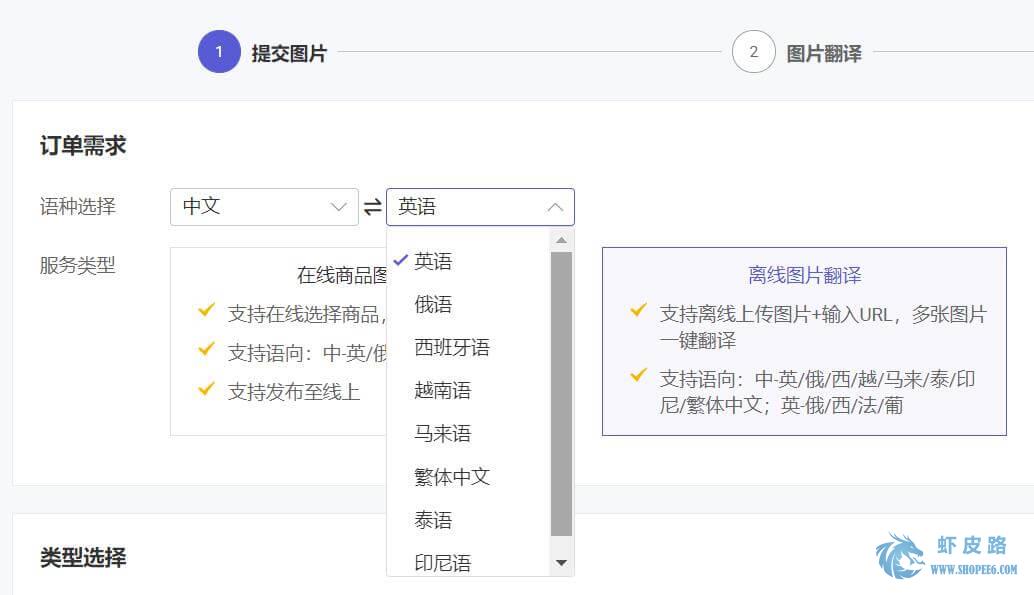 1 提交图片
2 图片翻译
订单需求
语种选择
中文
英语
服务类型
在线商品
支持在线选择商品，
支持语向：中-英/俄
支持发布至线上
英语
俄语
西班牙语
越南语
马来语
繁体中文
泰语
印尼语
离线图片翻译
支持离线上传图片+输入URL，多张图片
一键翻译
支持语向：中-英/俄/西/越/马来/泰/印
尼/繁体中文；英-俄/西/法/葡
类型选择
虾皮路
WWW.SHOPEE6.COM